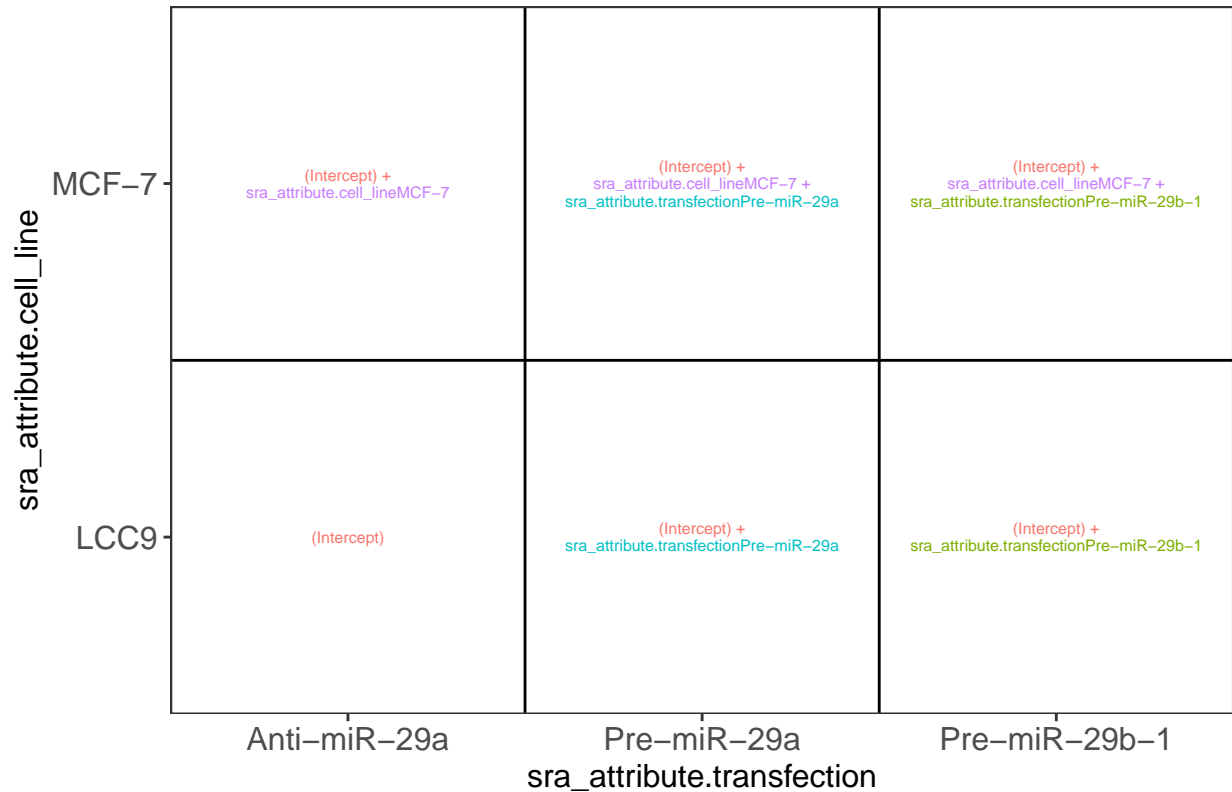 sra_attribute.cell_line
MCF−7
(Intercept) +
sra_attribute.cell_lineMCF−7
(Intercept) +
sra_attribute.cell_lineMCF−7 +
sra_attribute.transfectionPre−miR−29a
(Intercept) +
sra_attribute.cell_lineMCF−7 +
sra_attribute.transfectionPre−miR−29b−1
LCC9
(Intercept)
(Intercept) +
sra_attribute.transfectionPre−miR−29a
(Intercept) +
sra_attribute.transfectionPre−miR−29b−1
Anti−miR−29a
Pre−miR−29a
Pre−miR−29b−1
sra_attribute.transfection